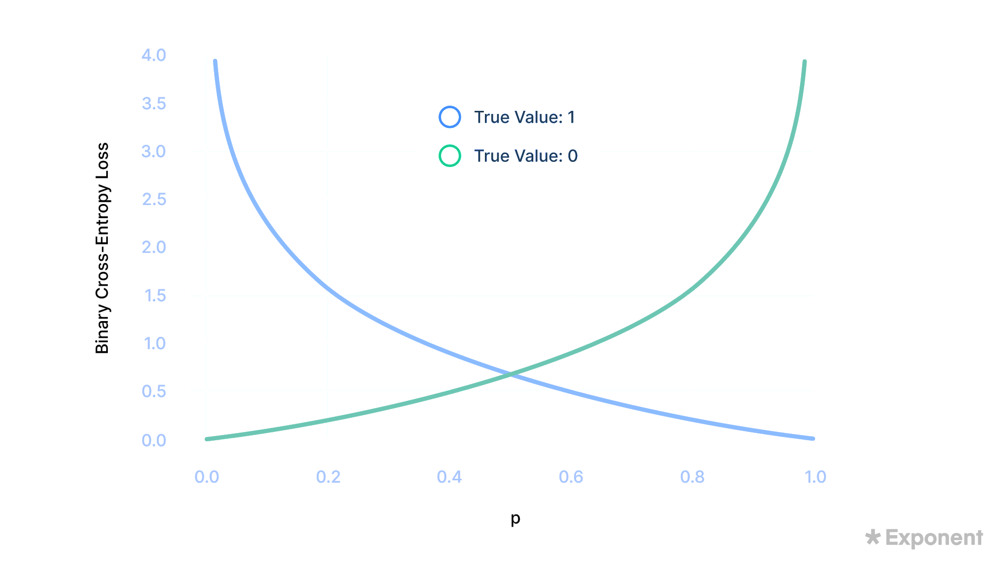 4.0
3.5
3.0
2.5
2.0
1.5
1.0
0.5
0.0
Binary Cross-Entropy Loss
True Value: 1
True Value: 0
0.0 0.2 0.4 0.6 0.8 1.0
p
Exponent